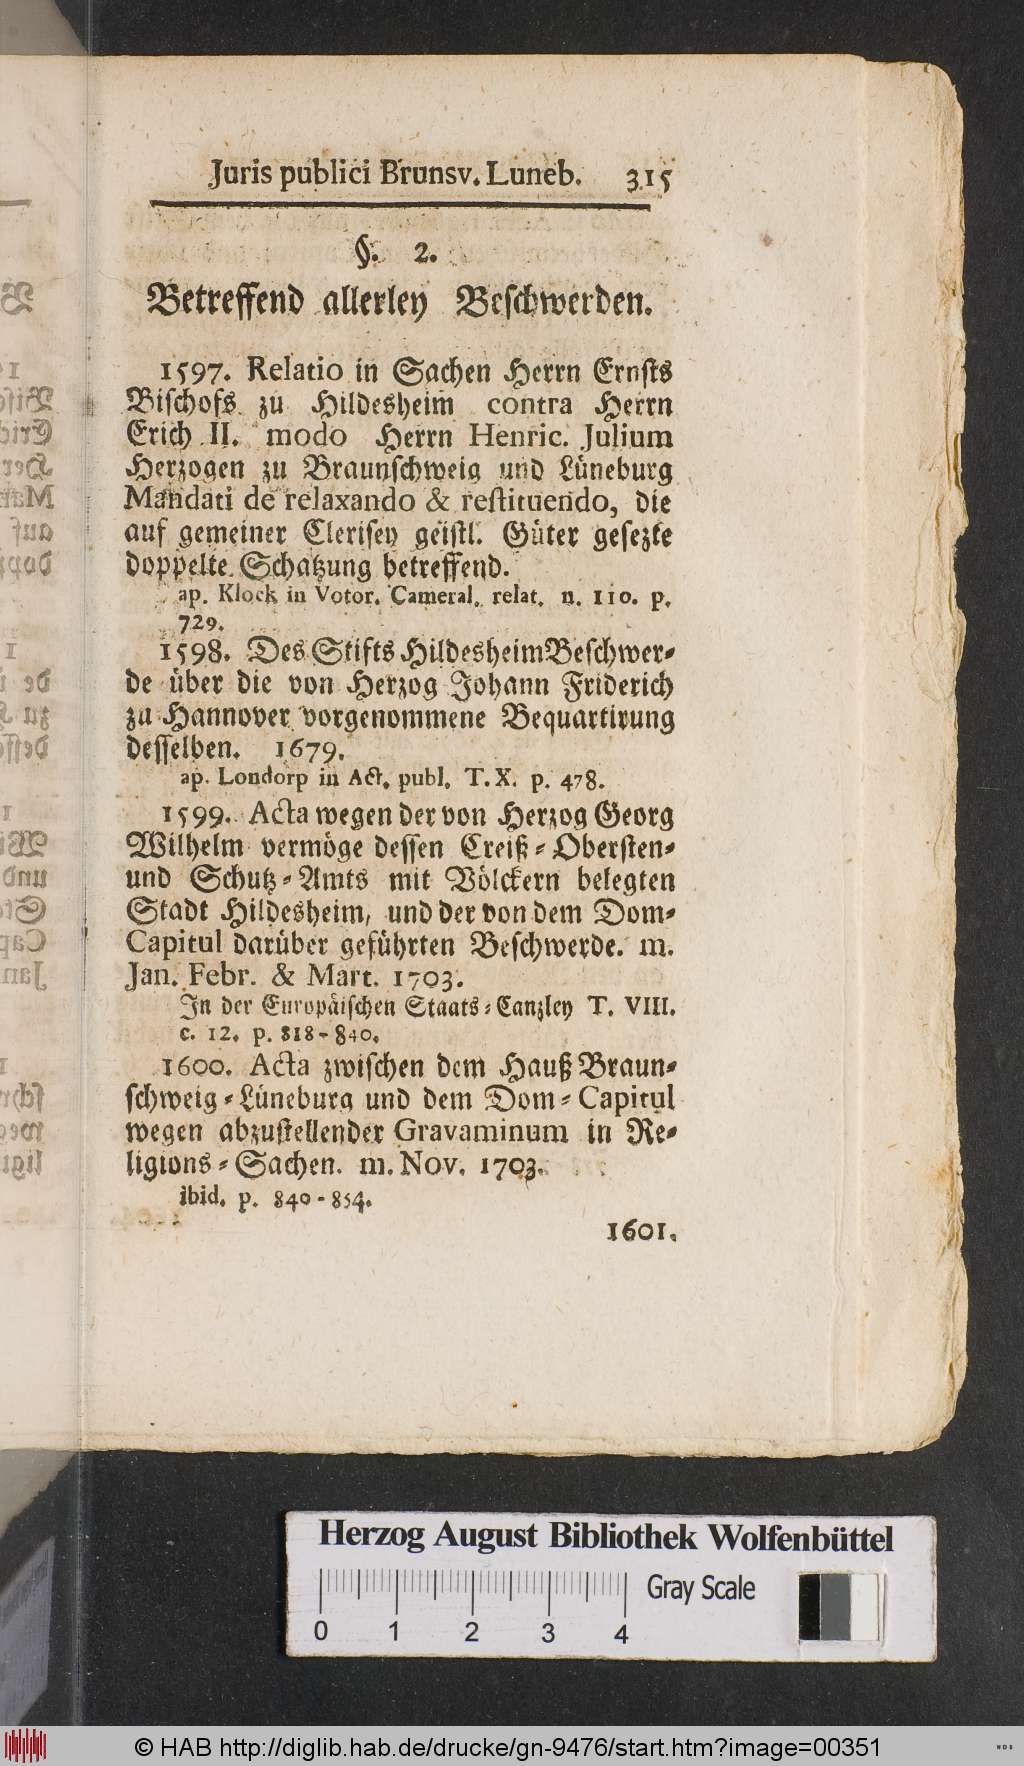 Juris publici Brunsv. Luneb. 315
§. 2.
Betreffend allerley Beschwerden.
1597. Relatio in Sachen Herrn Ernsts
Bischofs zu Hildesheim contra Herrn
Erich II. modo Herrn Henric. Julium
Herzogen zu Braunschweig und Lüneburg
Mandati de relaxando & restituendo, die
auf gemeiner Clerisey geistl. Güter gesezte
doppelte Schatzung betreffend.
ap. Klock in Votor. Cameral. relat. n. 110. p.
729.
1598. Des Stifts Hildesheim Beschwer-
de über die von Herzog Johann Friderich
zu Hannover vorgenommene Bequartirung
desselben. 1679.
ap. Londorp in Act. publ. T. X. p. 478.
1599. Acta wegen der von Herzog Georg
Wilhelm vermöge dessen Creiß-Obersten-
und Schutz-Amts mit Völckern belegten
Stadt Hildesheim, und der von dem Dom-
Capitul darüber geführten Beschwerde. m.
Jan. Febr. & Mart. 1703.
In der Europäischen Staats-Canzley T. VIII.
c. 12. p. 818-840.
1600. Acta zwischen dem Hauß Braun-
schweig-Lüneburg und dem Dom-Capitul
wegen abzustellender Gravaminum in Re-
ligions-Sachen. m. Nov. 1703.
ibid. p. 840-854.
1601.
Herzog August Bibliothek Wolfenbüttel
Gray Scale
0 1 2 3 4
© HAB http://diglib.hab.de/drucke/gn-9476/start.htm?image=00351